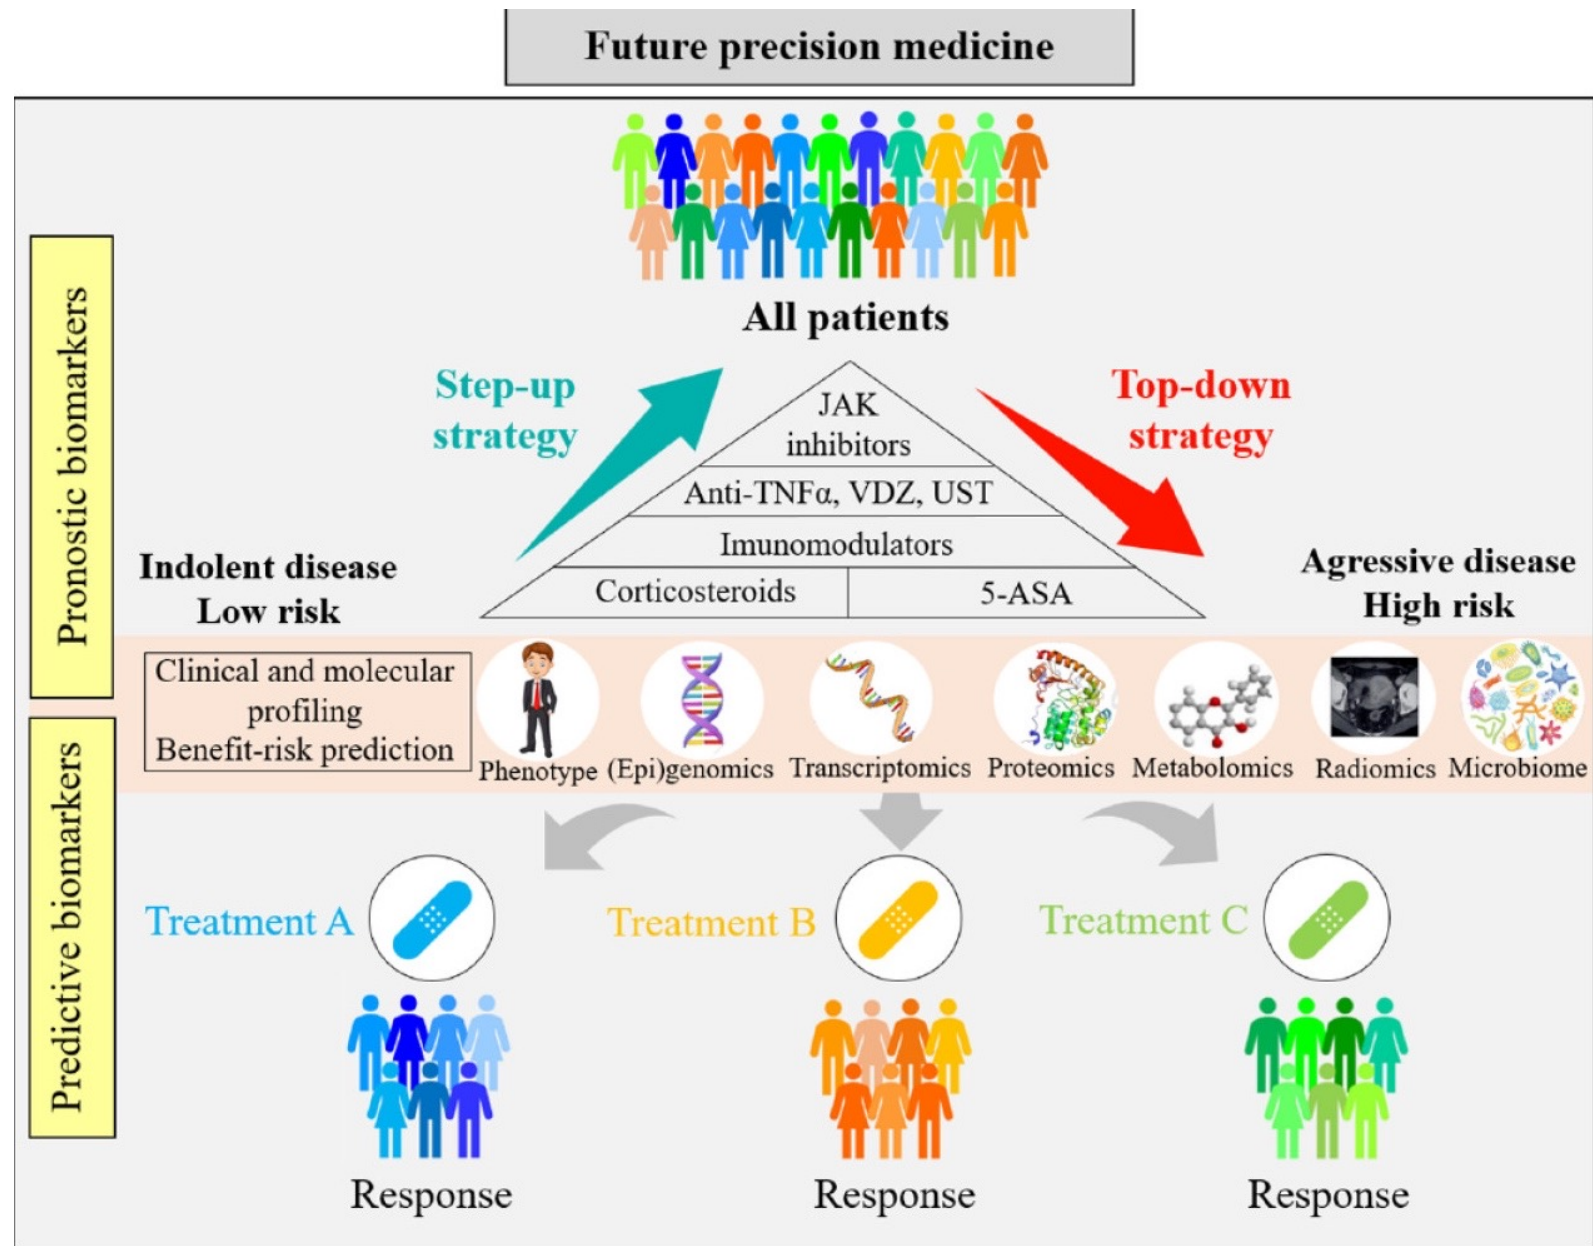 Future precision medicine
All patients
Step-up
strategy
Top-down
strategy
JAK
inhibitors
Anti-TNFα, VDZ, UST
Imunomodulators
Corticosteroids
5-ASA
Indolent disease
Low risk
Agressive disease
High risk
Pronostic biomarkers
Clinical and molecular
profiling
Benefit-risk prediction
Phenotype
(Epi)genomics
Transcriptomics
Proteomics
Metabolomics
Radiomics
Microbiome
Predictive biomarkers
Treatment A
Treatment B
Treatment C
Response
Response
Response